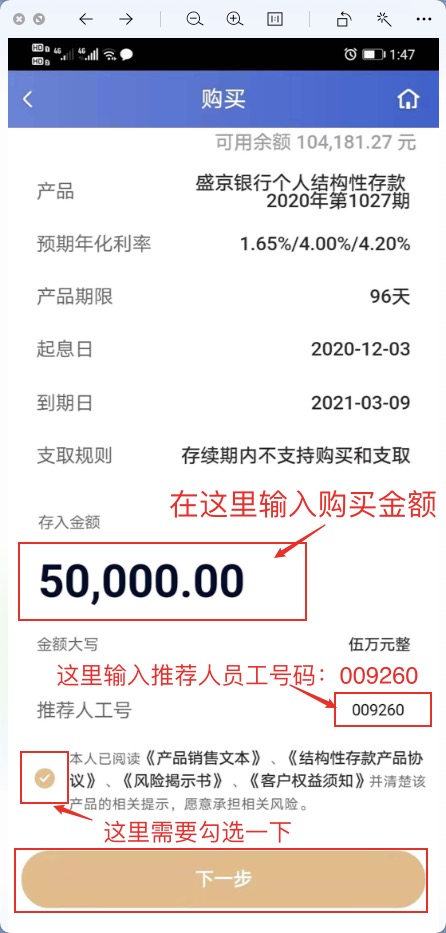 1:1
HD 1 4G 4G 1:47
HD 2
购买
可用余额 104,181.27 元
产品 盛京银行个人结构性存款
2020年第1027期
预期年化利率 1.65%/4.00%/4.20%
产品期限 96天
起息日 2020-12-03
到期日 2021-03-09
支取规则 存续期内不支持购买和支取
在这里输入购买金额
存入金额
50,000.00
金额大写 伍万元整
这里输入推荐人员工号码：009260
推荐人工号 009260
本人已阅读《产品销售文本》、《结构性存款产品协
议》、《风险揭示书》、《客户权益须知》并清楚该
产品的相关提示，愿意承担相关风险。
这里需要勾选一下
下一步